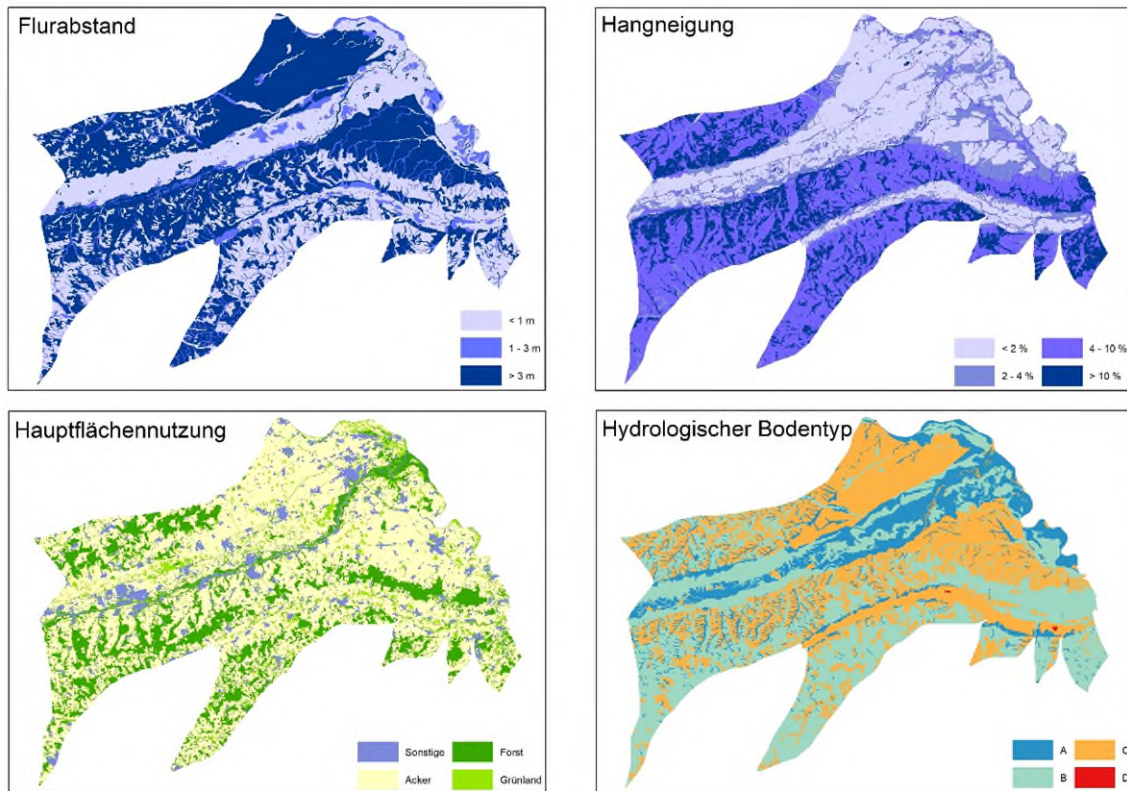 Flurabstand
< 1 m
1 - 3 m
> 3 m
Hangneigung
< 2 % 4 - 10 %
2 - 4 % > 10 %
Hauptflächennutzung
Sonstige Forst
Acker Grünland
Hydrologischer Bodentyp
A C
B D